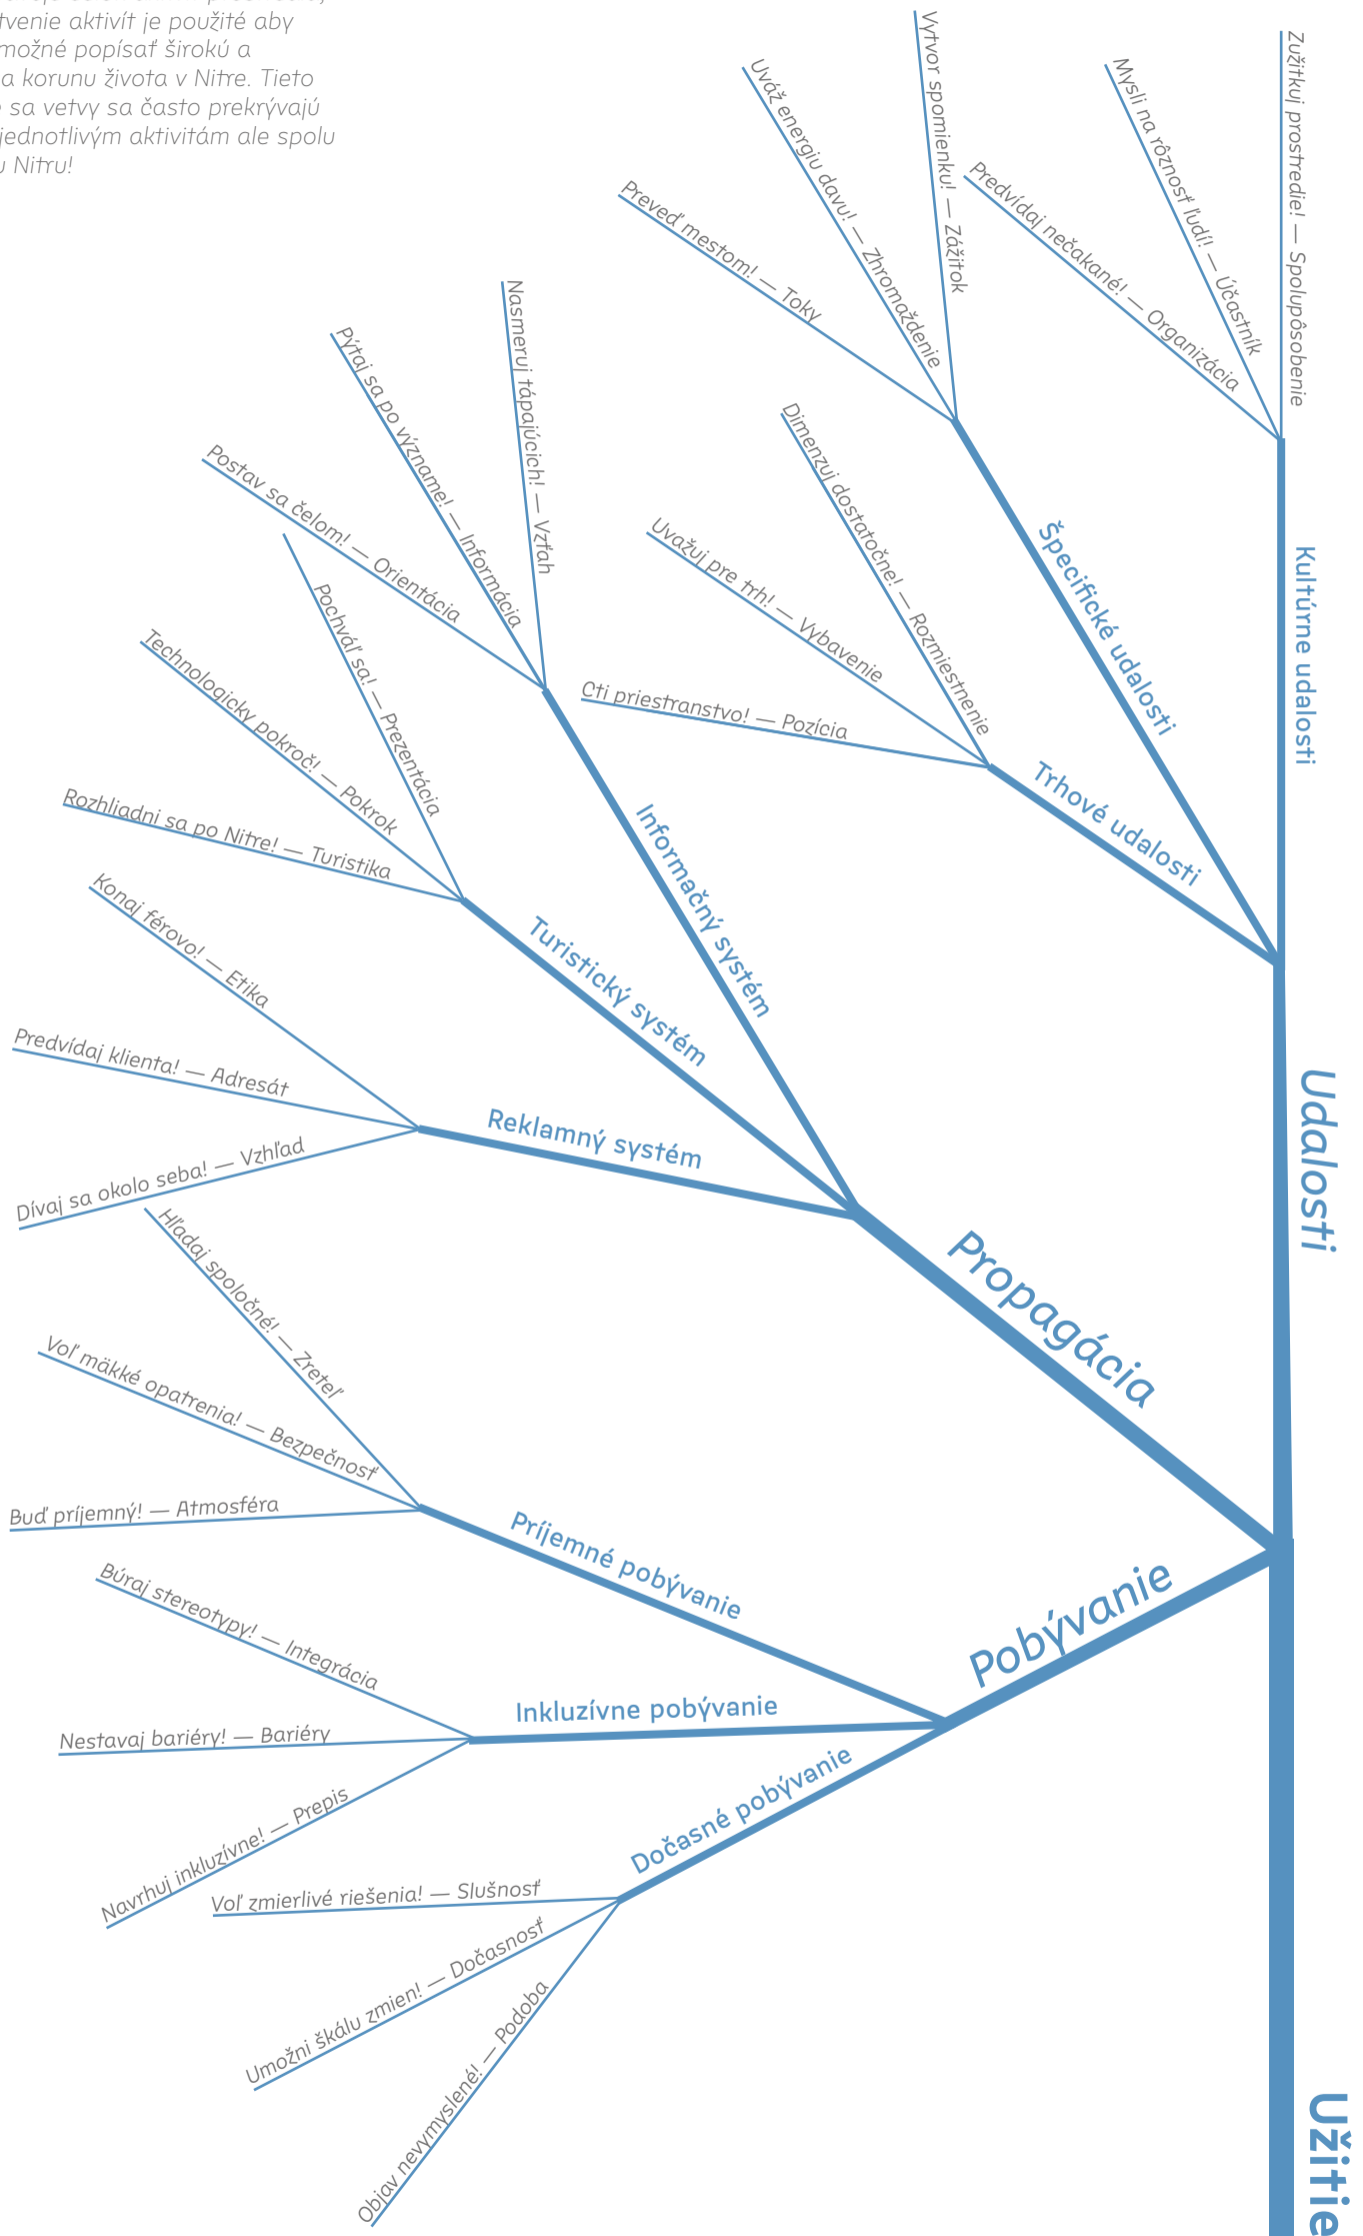 tvenie aktivít je použité aby
možné popísať širokú a
a korunu života v Nitre. Tieto
sa vetvy sa často prekrývajú
jednotlivým aktivitám ale spolu
u Nitru!
Zužitkuj prostredie! — Spolupôsobenie
Mysli na rôznosť ľudí! — Účastník
Predvídaj nečakané! — Organizácia
Kultúrne udalosti
Vytvor spomienku! — Zážitok
Uváž energiu davu! — Zhromaždenie
Preveď mestom! — Toky
Špecifické udalosti
Dimenzuj dostatočne! — Rozmiestnenie
Uvažuj pre trh! — Vybavenie
Cti priestranstvo! — Pozícia
Trhové udalosti
Udalosti
Nasmeruj tápajúcich! — Vzťah
Pýtaj sa po význame! — Informácia
Postav sa čelom! — Orientácia
Informačný systém
Pochváľ sa! — Prezentácia
Technologicky pokroč! — Pokrok
Rozhliadni sa po Nitre! — Turistika
Turistický systém
Konaj férovo! — Etika
Predvídaj klienta! — Adresát
Dívaj sa okolo seba! — Vzhľad
Reklamný systém
Propagácia
Hľadaj spoločné! — Zreteľ
Voľ mäkké opatrenia! — Bezpečnosť
Buď príjemný! — Atmosféra
Príjemné pobývanie
Búraj stereotypy! — Integrácia
Nestavaj bariéry! — Bariéry
Navrhuj inkluzívne! — Prepis
Inkluzívne pobývanie
Voľ zmierlivé riešenia! — Slušnosť
Umožni škálu zmien! — Dočasnosť
Objav nevymyslené! — Podoba
Dočasné pobývanie
Pobývanie
Užitie